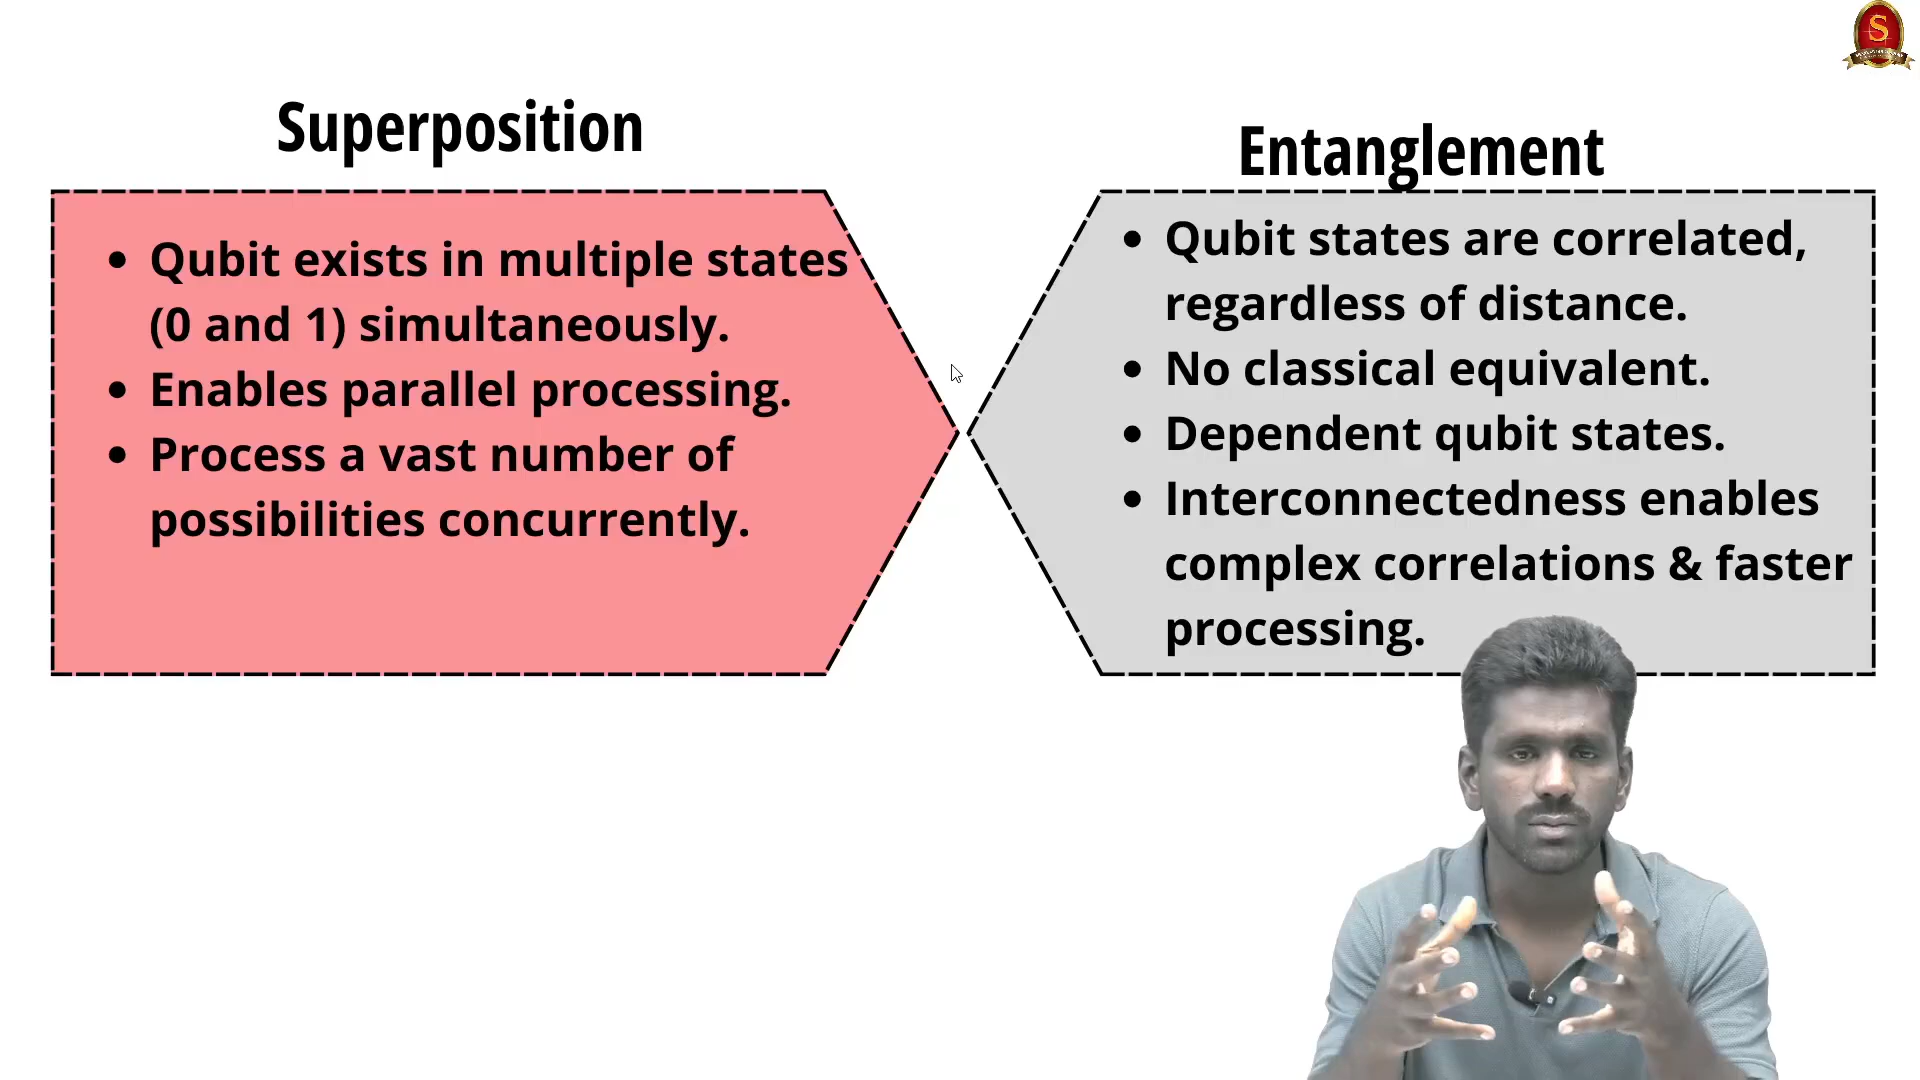 Superposition
Qubit exists in multiple states
(0 and 1) simultaneously.
Enables parallel processing.
Process a vast number of
possibilities concurrently.
Entanglement
Qubit states are correlated,
regardless of distance.
No classical equivalent.
Dependent qubit states.
Interconnectedness enables
complex correlations & faster
processing.
S